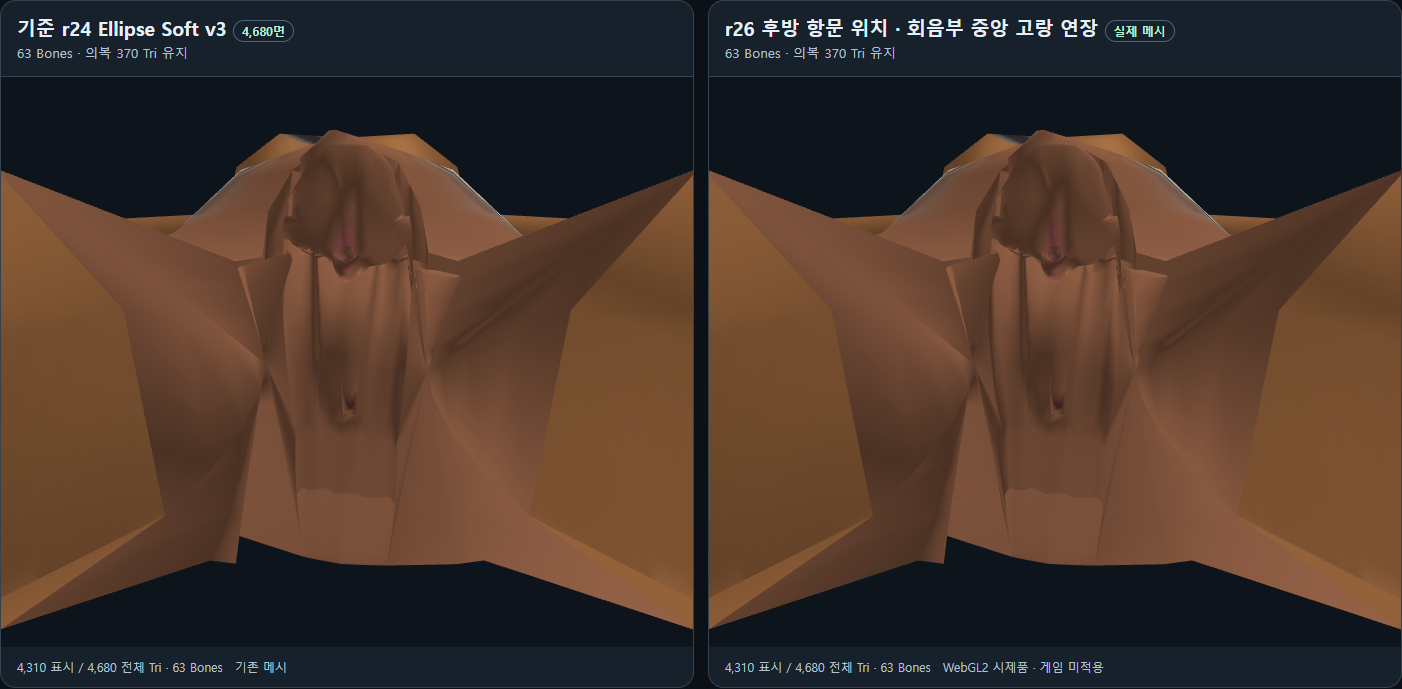 기준 r24 Ellipse Soft v3 4,680면
63 Bones · 의복 370 Tri 유지
4,310 표시 / 4,680 전체 Tri · 63 Bones 기존 메시
r26 후방 항문 위치 · 회음부 중앙 고랑 연장 실제 메시
63 Bones · 의복 370 Tri 유지
4,310 표시 / 4,680 전체 Tri · 63 Bones WebGL2 시제품 · 게임 미적용